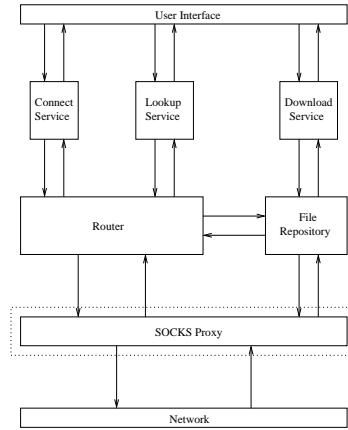 User Interface
Connect
Service
Lookup
Service
Download
Service
Router
File
Repository
SOCKS Proxy
Network